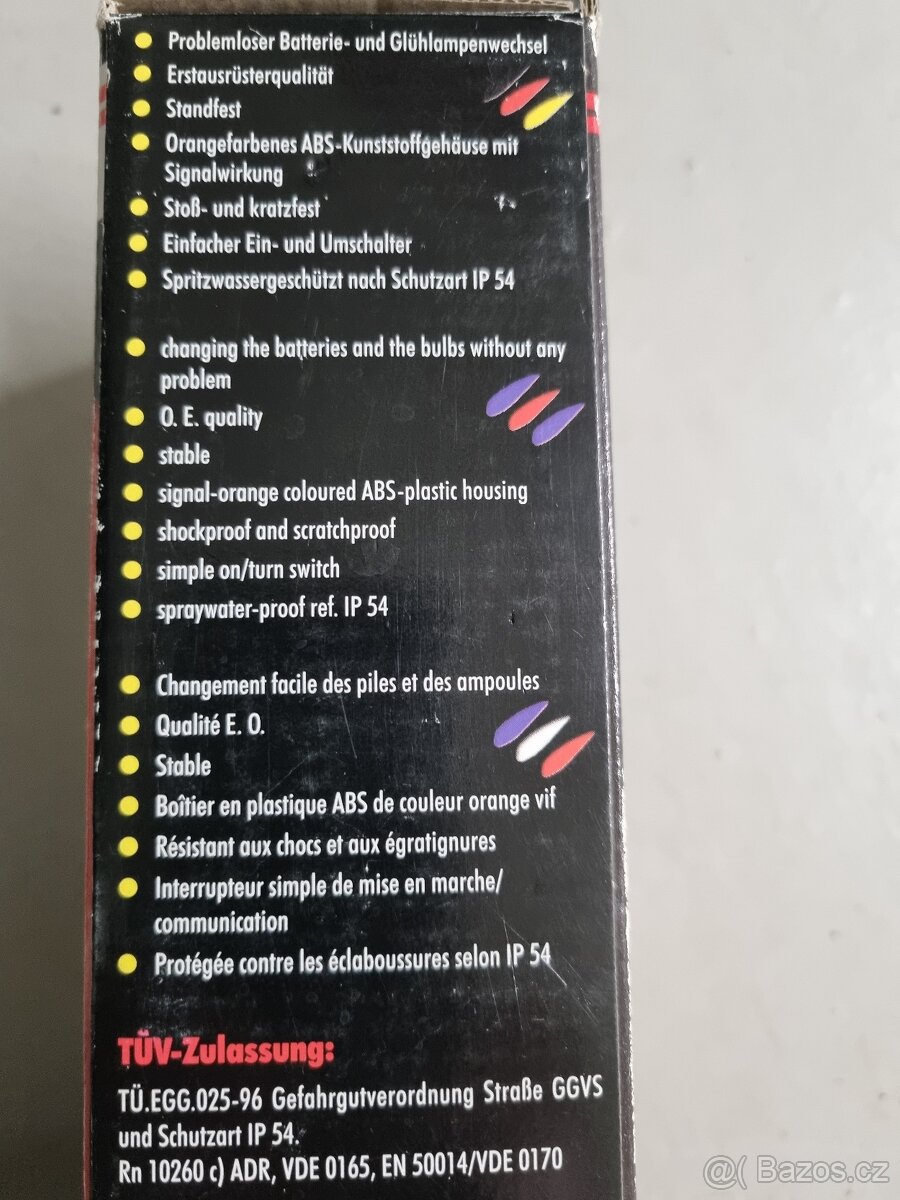 Problemloser Batterie- und Glühlampenwechsel
Erstausrüsterqualität
Standfest
Orangefarbenes ABS-Kunststoffgehäuse mit
Signalwirkung
Stoß- und kratzfest
Einfacher Ein- und Umschalter
Spritzwassergeschützt nach Schutzart IP 54
changing the batteries and the bulbs without any
problem
O. E. quality
stable
signal-orange coloured ABS-plastic housing
shockproof and scratchproof
simple on/turn switch
spraywater-proof ref. IP 54
Changement facile des piles et des ampoules
Qualité E. O.
Stable
Boîtier en plastique ABS de couleur orange vif
Résistant aux chocs et aux égratignures
Interrupteur simple de mise en marche/
communication
Protégée contre les éclaboussures selon IP 54
TÜV-Zulassung:
TÜ.EGG.025-96 Gefahrgutverordnung Straße GGVS
und Schutzart IP 54.
Rn 10260 c) ADR, VDE 0165, EN 50014/VDE 0170
@( Bazos.cz